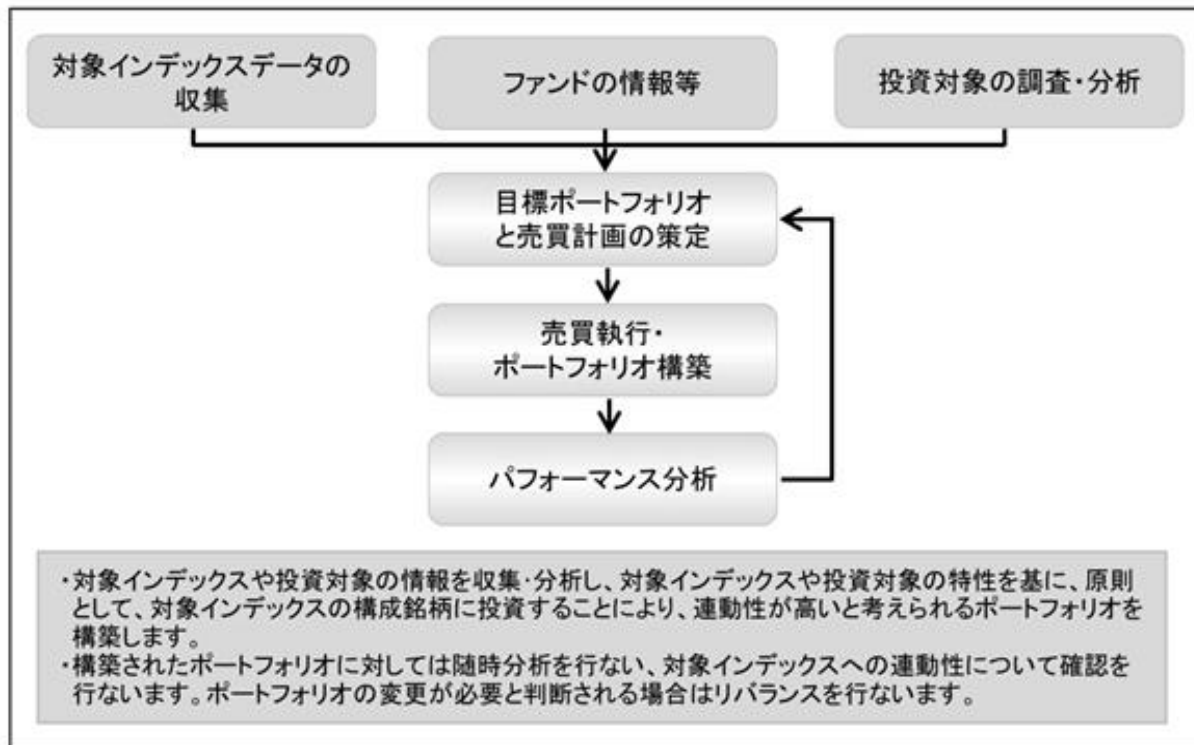 対象インデックスデータの
収集
ファンドの情報等
投資対象の調査・分析
目標ポートフォリオ
と売買計画の策定
売買執行・
ポートフォリオ構築
パフォーマンス分析
・対象インデックスや投資対象の情報を収集・分析し、対象インデックスや投資対象の特性を基に、原則
として、対象インデックスの構成銘柄に投資することにより、連動性が高いと考えられるポートフォリオを
構築します。
・構築されたポートフォリオに対しては随時分析を行ない、対象インデックスへの連動性について確認を
行ないます。ポートフォリオの変更が必要と判断される場合はリバランスを行ないます。